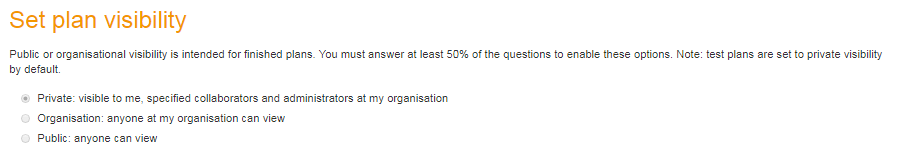 Set plan visibility
Public or organisational visibility is intended for finished plans. You must answer at least 50% of the questions to enable these options. Note: test plans are set to private visibility
by default.
Private: visible to me, specified collaborators and administrators at my organisation
Organisation: anyone at my organisation can view
Public: anyone can view